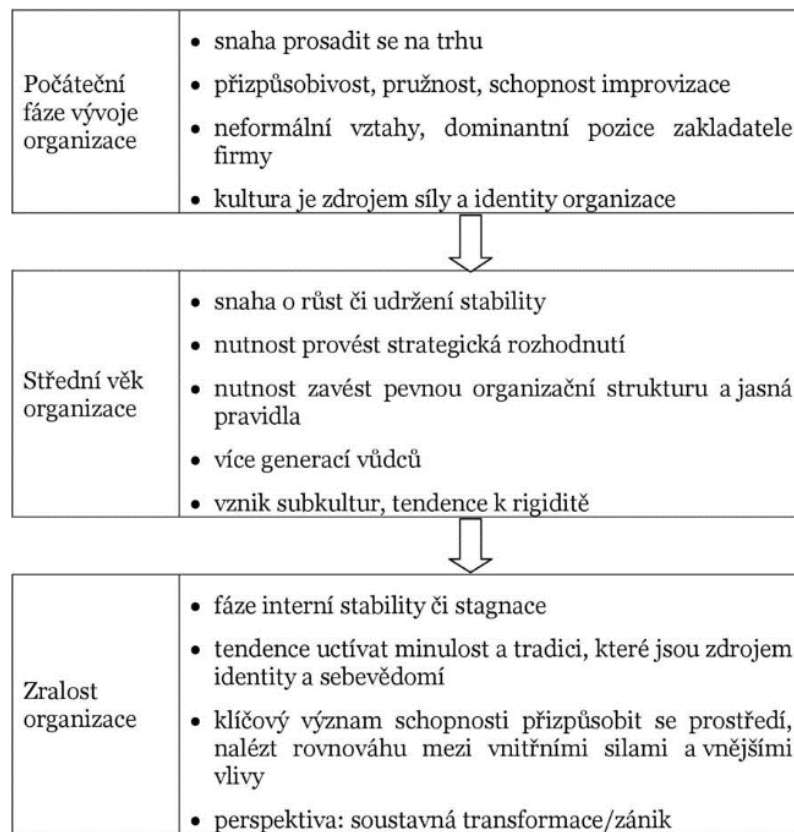 Počáteční
fáze vývoje
organizace
• snaha prosadit se na trhu
• přizpůsobivost, pružnost, schopnost improvizace
• neformální vztahy, dominantní pozice zakladatele
firmy
• kultura je zdrojem síly a identity organizace
Střední věk
organizace
• snaha o růst či udržení stability
• nutnost provést strategická rozhodnutí
• nutnost zavést pevnou organizační strukturu a jasná
pravidla
• více generací vůdců
• vznik subkultur, tendence k rigiditě
Zralost
organizace
• fáze interní stability či stagnace
• tendence uctívat minulost a tradici, které jsou zdrojem
identity a sebevědomí
• klíčový význam schopnosti přizpůsobit se prostředí,
nalézt rovnováhu mezi vnitřními silami a vnějšími
vlivy
• perspektiva: soustavná transformace/zánik